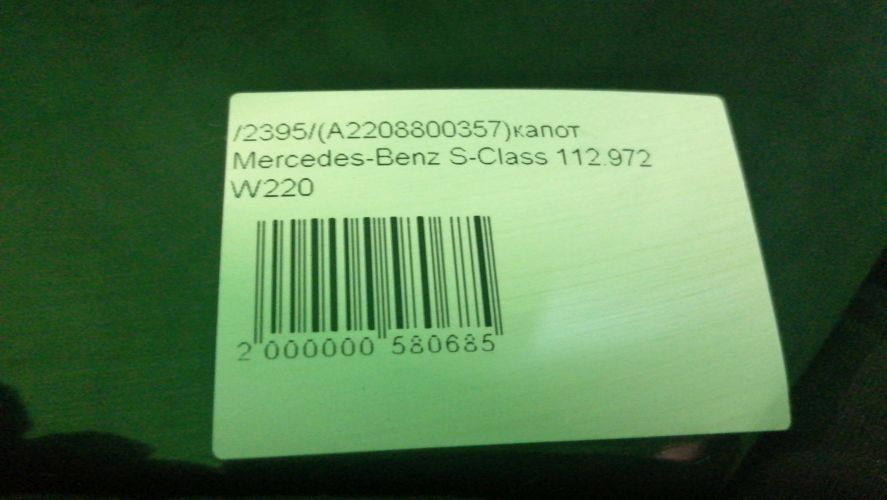 /2395/(A2208800357)капот
Mercedes-Benz S-Class 112.972
W220
2 000000 580685